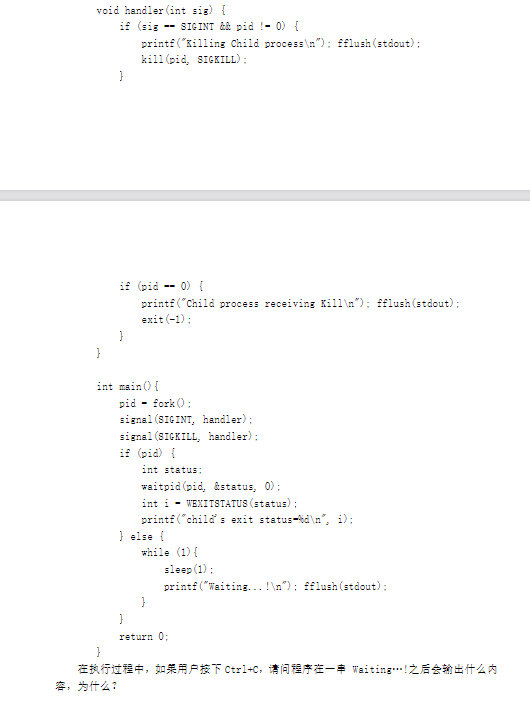 void handler(int sig) {
if (sig == SIGINT && pid != 0) {
printf("Killing Child process\n"); fflush(stdout);
kill(pid, SIGKILL);
}
if (pid == 0) {
printf("Child process receiving Kill\n"); fflush(stdout);
exit(-1);
}
}
int main(){
pid = fork();
signal(SIGINT, handler);
signal(SIGKILL, handler);
if (pid) {
int status;
waitpid(pid, &status, 0);
int i = WEXITSTATUS(status);
printf("child's exit status=%d\n", i);
} else {
while (1){
sleep(1);
printf("Waiting...!\n"); fflush(stdout);
}
}
return 0;
}
在执行过程中，如果用户按下 Ctrl+C，请问程序在一串 Waiting…!之后会输出什么内
容，为什么？